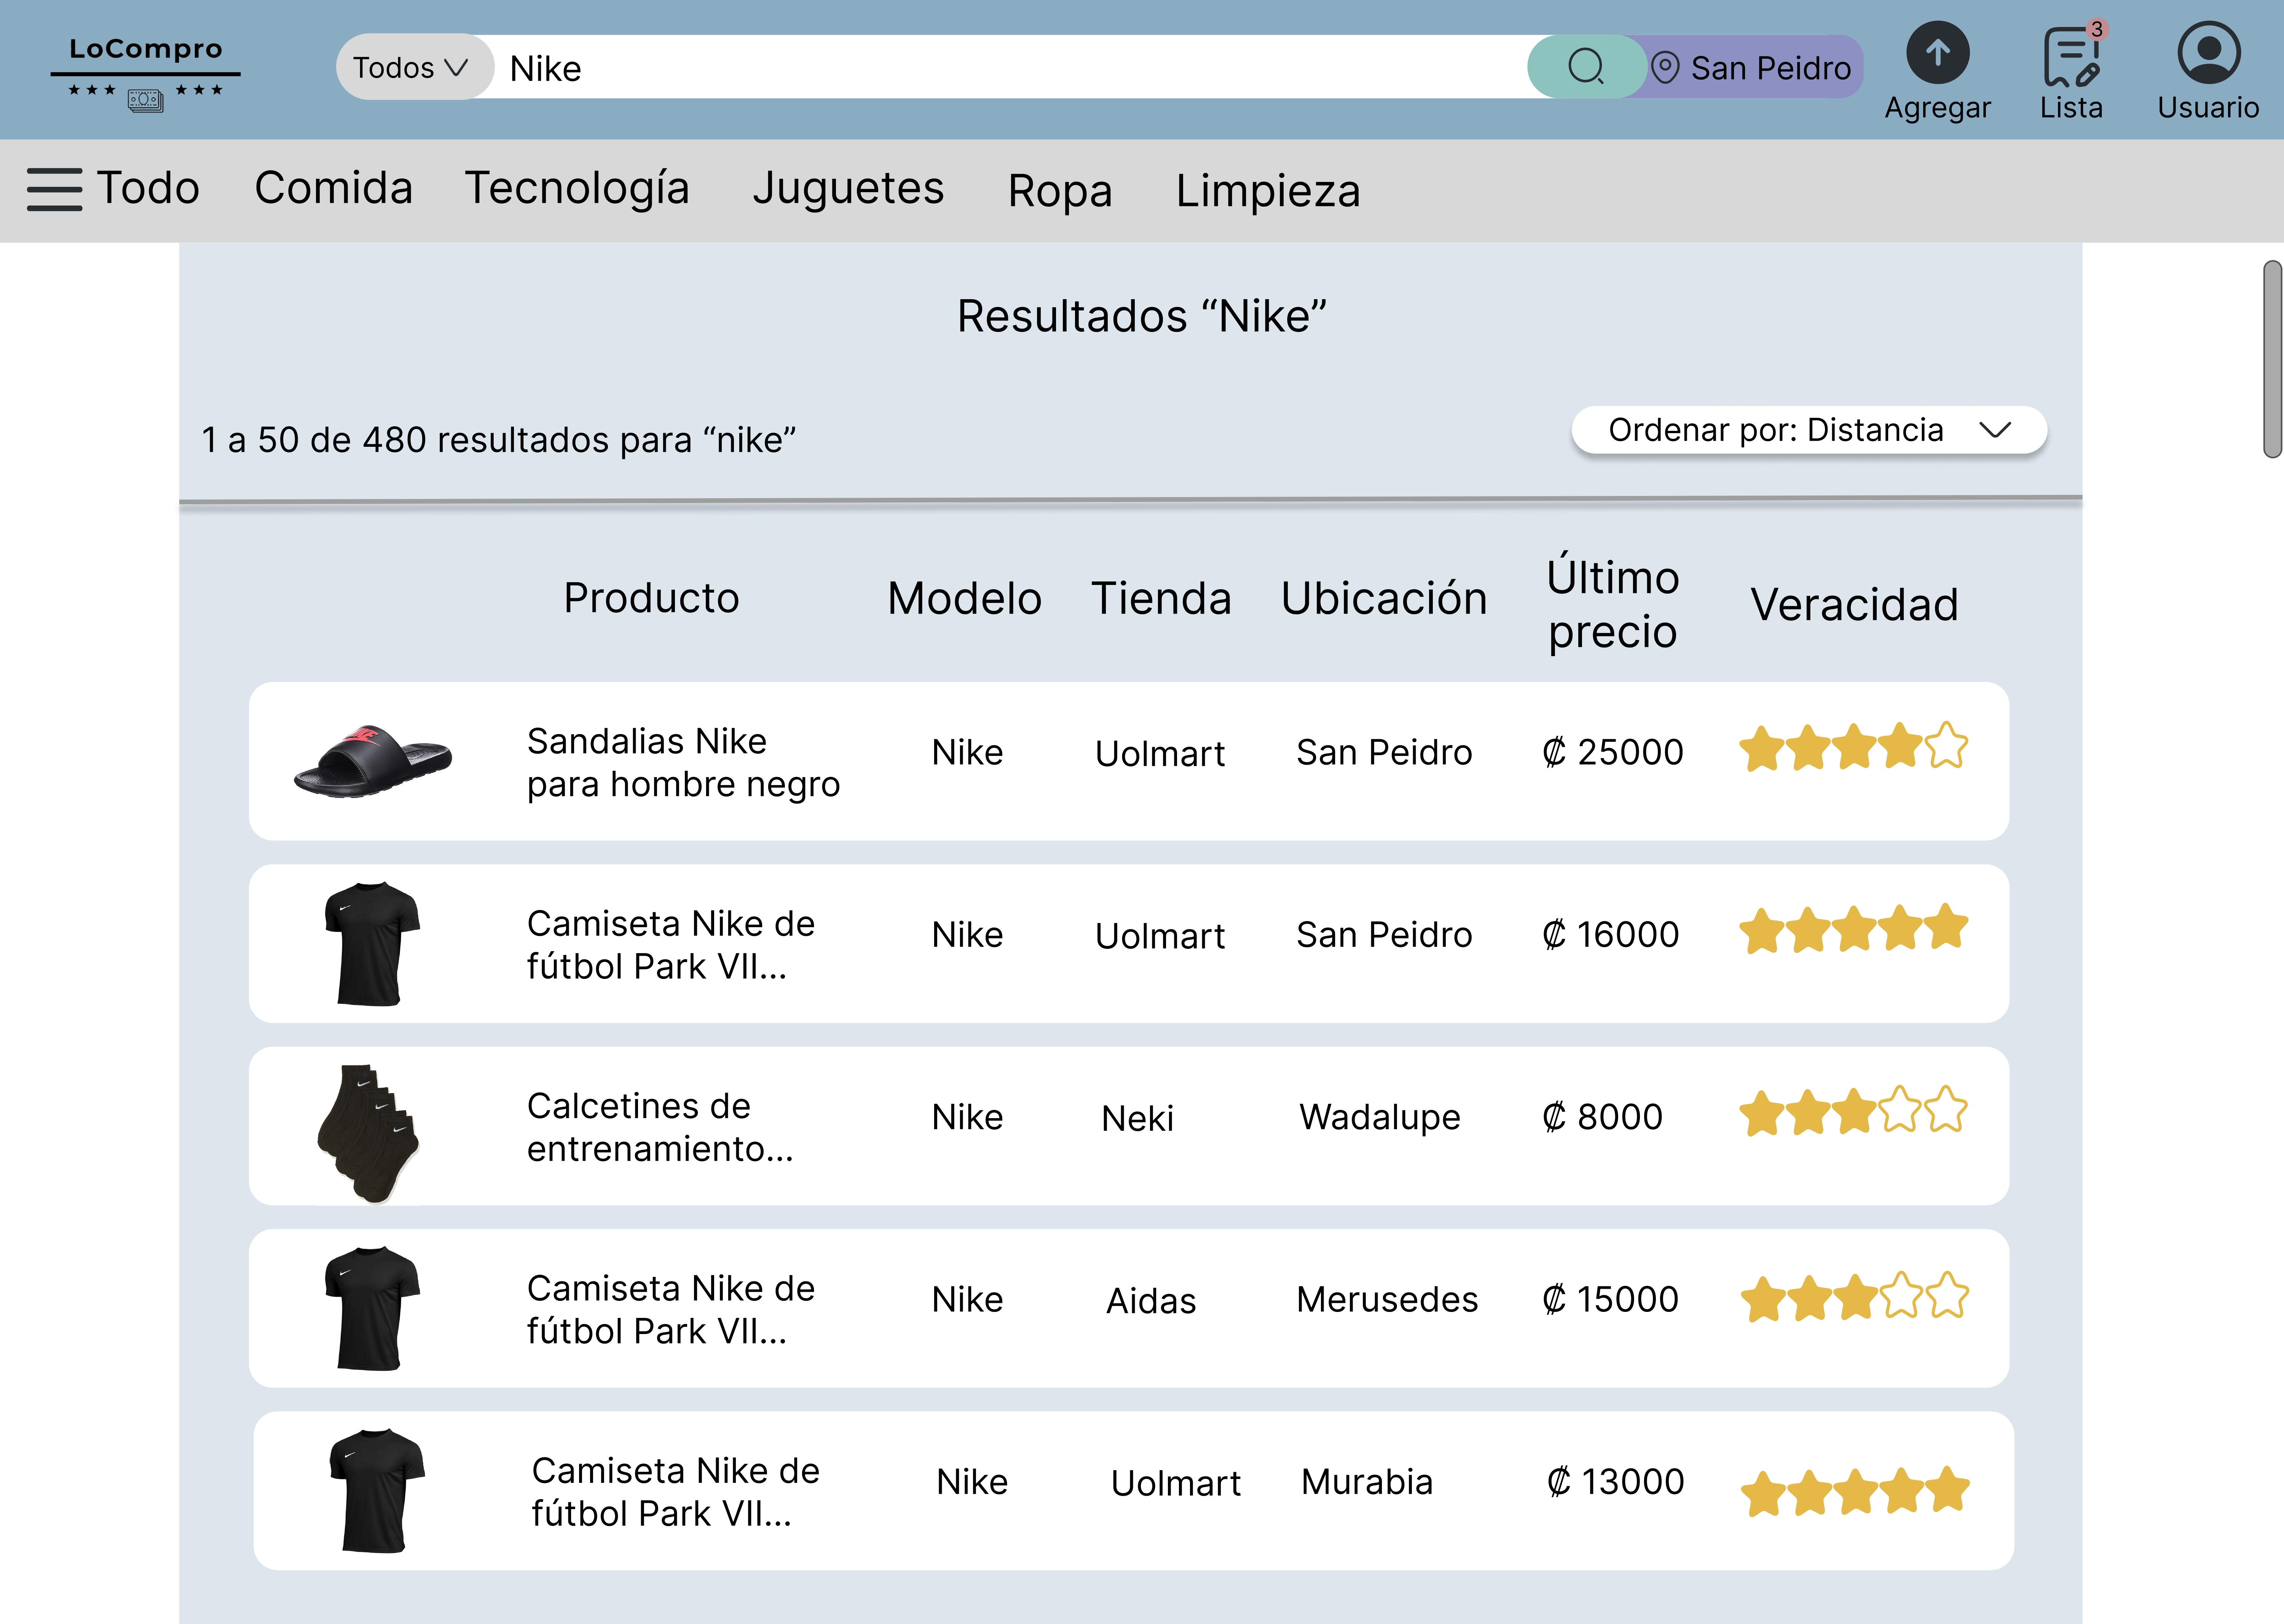 LoCompro
Todos
Nike
San Peidro
3
Agregar
Lista
Usuario
Todo
Comida
Tecnología
Juguetes
Ropa
Limpieza
Resultados “Nike”
1 a 50 de 480 resultados para “nike”
Ordenar por: Distancia
Producto
Modelo
Tienda
Ubicación
Último
precio
Veracidad
NIKE
Sandalias Nike
para hombre negro
Nike
Uolmart
San Peidro
₡ 25000
Camiseta Nike de
fútbol Park VII...
Nike
Uolmart
San Peidro
₡ 16000
Calcetines de
entrenamiento...
Nike
Neki
Wadalupe
₡ 8000
Camiseta Nike de
fútbol Park VII...
Nike
Aidas
Merusedes
₡ 15000
Camiseta Nike de
fútbol Park VII...
Nike
Uolmart
Murabia
₡ 13000